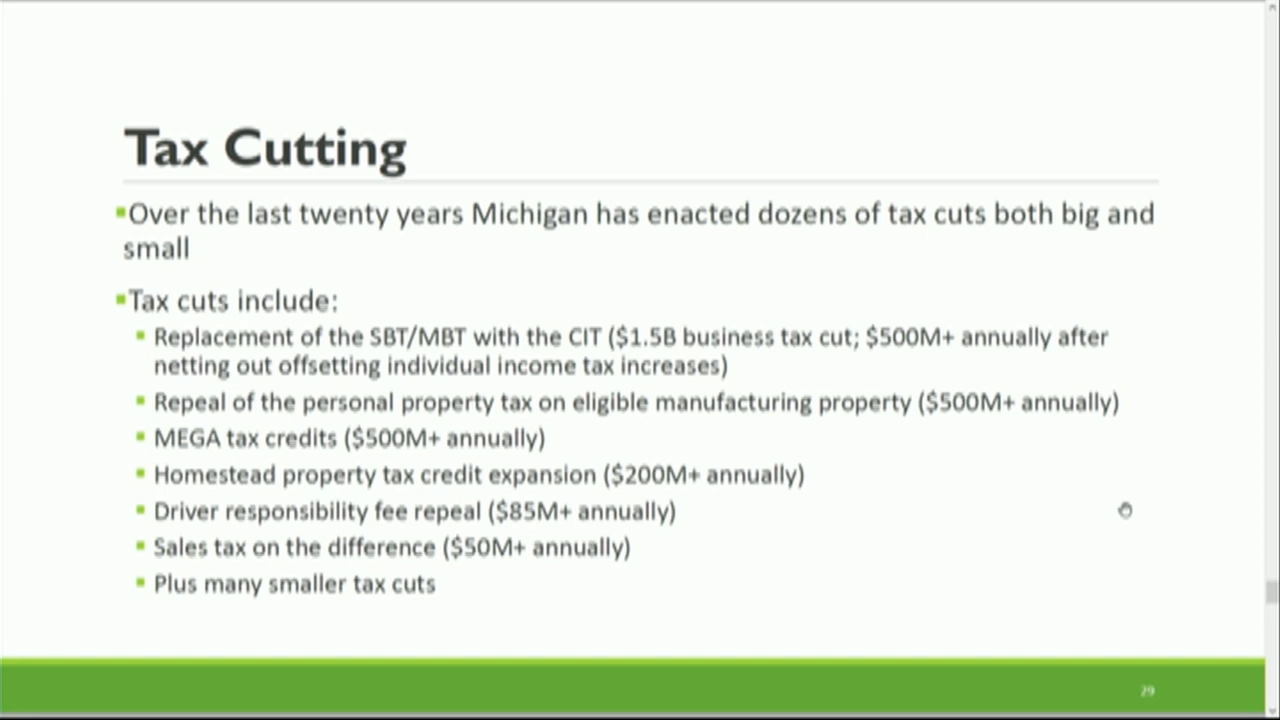 Tax Cutting
▪Over the last twenty years Michigan has enacted dozens of tax cuts both big and
small
▪Tax cuts include:
▪ Replacement of the SBT/MBT with the CIT ($1.5B business tax cut; $500M+ annually after
netting out offsetting individual income tax increases)
▪ Repeal of the personal property tax on eligible manufacturing property ($500M+ annually)
▪ MEGA tax credits ($500M+ annually)
▪ Homestead property tax credit expansion ($200M+ annually)
▪ Driver responsibility fee repeal ($85M+ annually)
▪ Sales tax on the difference ($50M+ annually)
▪ Plus many smaller tax cuts
29